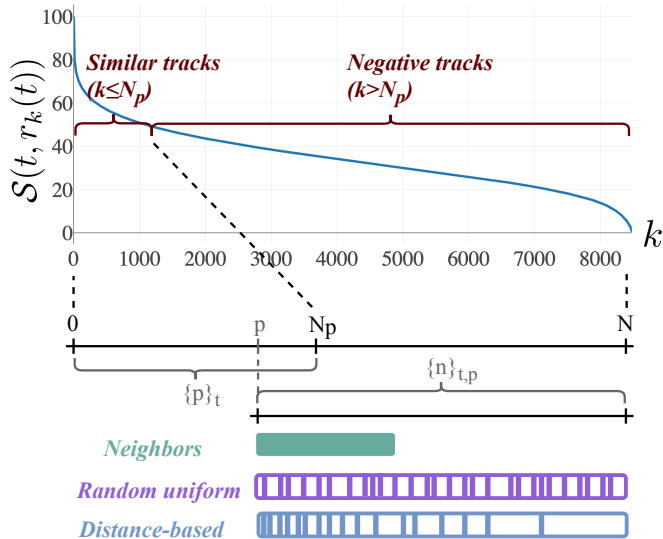 100
80
60
40
20
0
S(t, r_k(t))
Similar tracks
(k≤N_p)
Negative tracks
(k>N_p)
0 1000 2000 3000 4000 5000 6000 7000 8000
k
0 p Np N
{p}_t {n}_t,p
Neighbors
Random uniform
Distance-based